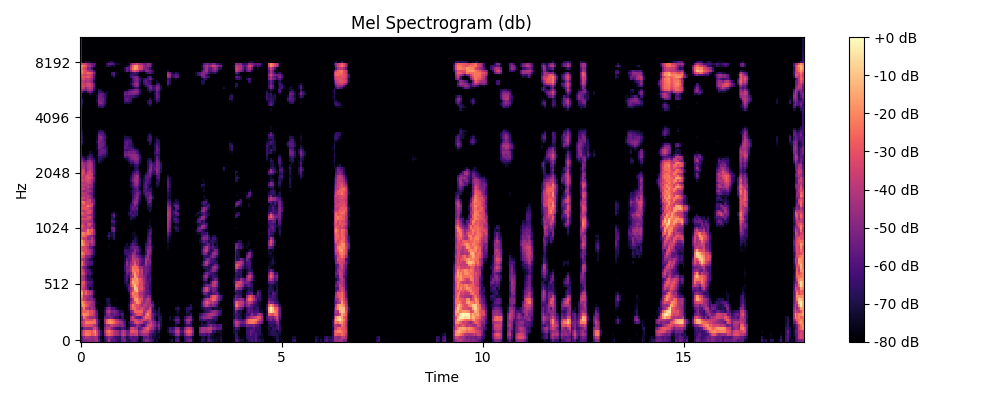 Mel Spectrogram (db)
8192
4096
2048
1024
512
0
Hz
0 5 10 15
Time
+0 dB
-10 dB
-20 dB
-30 dB
-40 dB
-50 dB
-60 dB
-70 dB
-80 dB